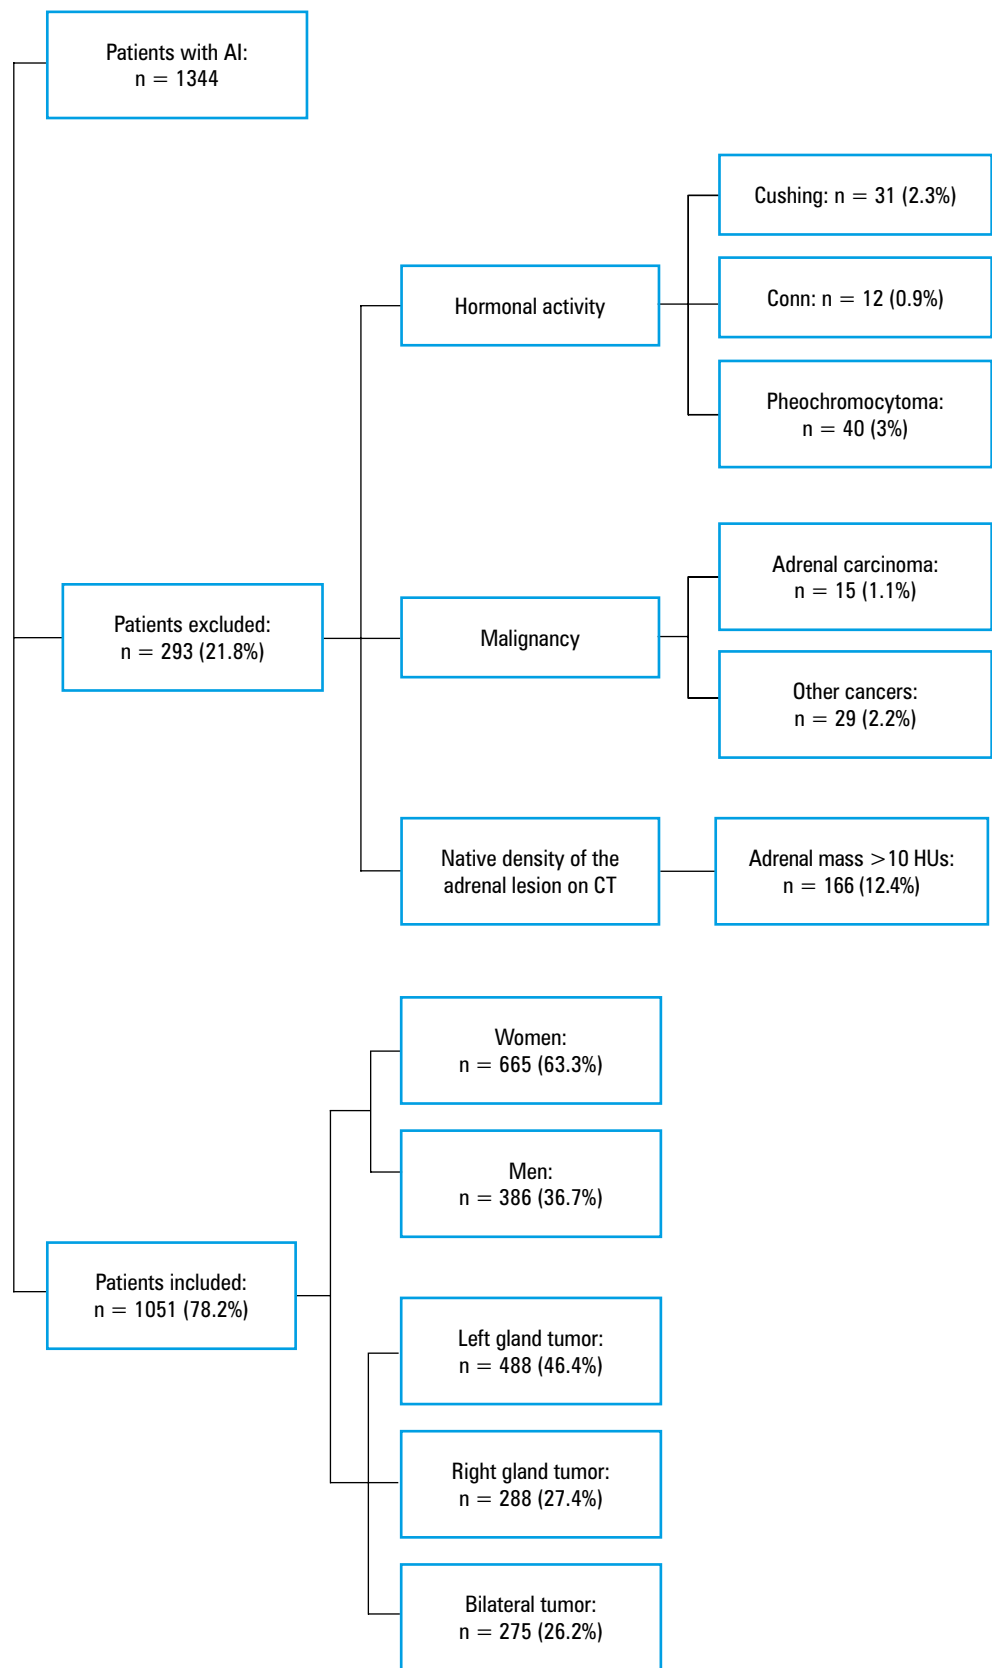 Patients with AI:
n = 1344
Cushing: n = 31 (2.3%)
Hormonal activity
Conn: n = 12 (0.9%)
Pheochromocytoma:
n = 40 (3%)
Adrenal carcinoma:
n = 15 (1.1%)
Patients excluded:
n = 293 (21.8%)
Malignancy
Other cancers:
n = 29 (2.2%)
Native density of the
adrenal lesion on CT
Adrenal mass >10 HUs:
n = 166 (12.4%)
Women:
n = 665 (63.3%)
Men:
n = 386 (36.7%)
Patients included:
n = 1051 (78.2%)
Left gland tumor:
n = 488 (46.4%)
Right gland tumor:
n = 288 (27.4%)
Bilateral tumor:
n = 275 (26.2%)